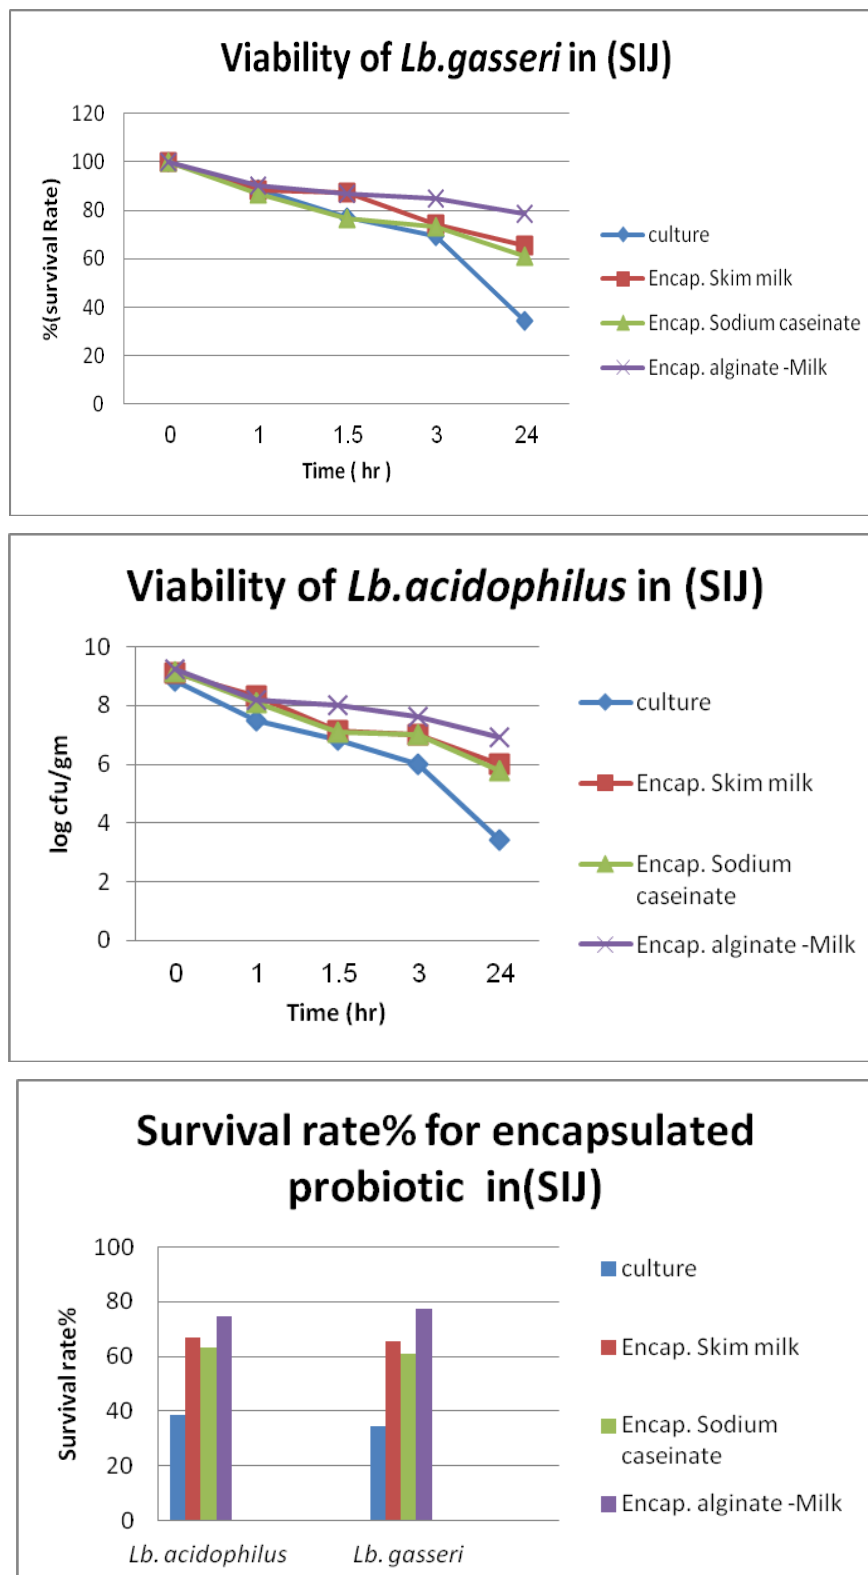 Viability of Lb.gasseri in (SIJ)
120
100
80
60
40
20
0
%(survival Rate)
0 1 1.5 3 24
Time ( hr )
culture
Encap. Skim milk
Encap. Sodium caseinate
Encap. alginate -Milk
Viability of Lb.acidophilus in (SIJ)
10
8
6
4
2
0
log cfu/gm
0 1 1.5 3 24
Time (hr)
culture
Encap. Skim milk
Encap. Sodium
caseinate
Encap. alginate -Milk
Survival rate% for encapsulated
probiotic in(SIJ)
100
80
60
40
20
0
Survival rate%
Lb. acidophilus Lb. gasseri
culture
Encap. Skim milk
Encap. Sodium
caseinate
Encap. alginate -Milk